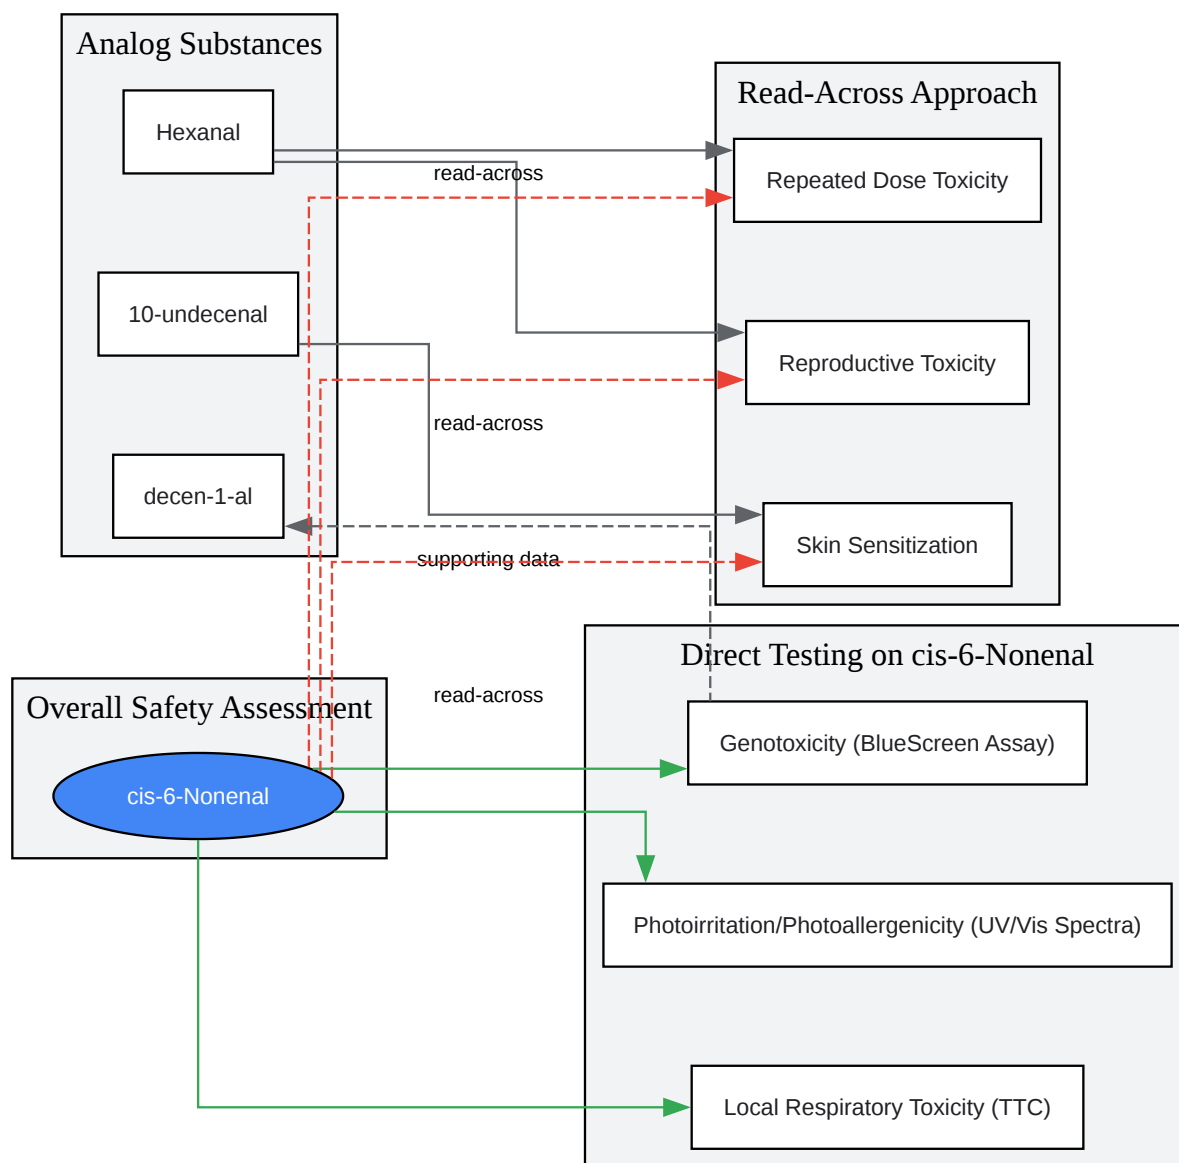 Analog Substances
Hexanal
10-undecenal
decen-1-al
Read-Across Approach
Repeated Dose Toxicity
Reproductive Toxicity
Skin Sensitization
read-across
read-across
supporting data
read-across
Overall Safety Assessment
cis-6-Nonenal
Direct Testing on cis-6-Nonenal
Genotoxicity (BlueScreen Assay)
Photoirritation/Photoallergenicity (UV/Vis Spectra)
Local Respiratory Toxicity (TTC)